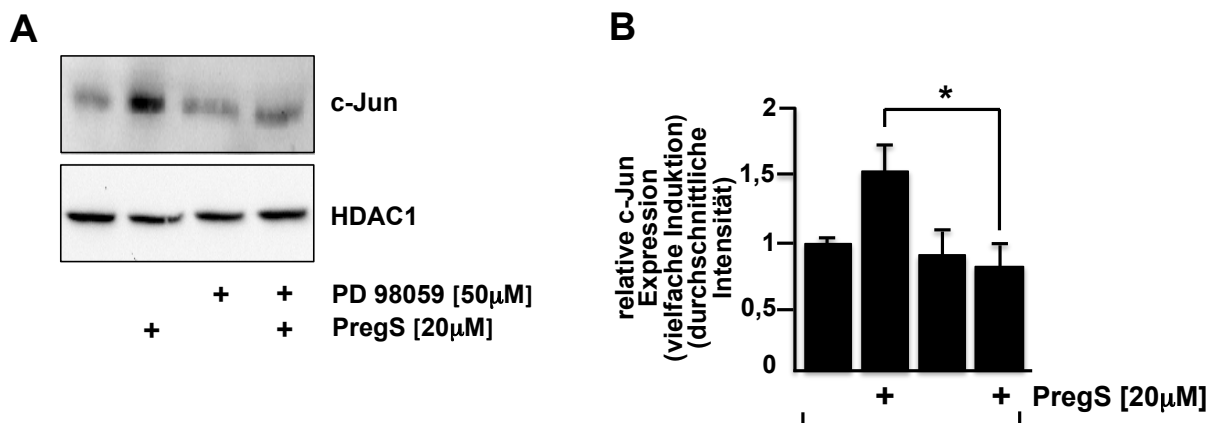 A
c-Jun
HDAC1
+ + PD 98059 [50µM]
+ + PregS [20µM]
B
relative c-Jun
Expression
(vielfache Induktion)
(durchschnittliche
Intensität)
2
1,5
1
0,5
0
*
+ + PregS [20µM]